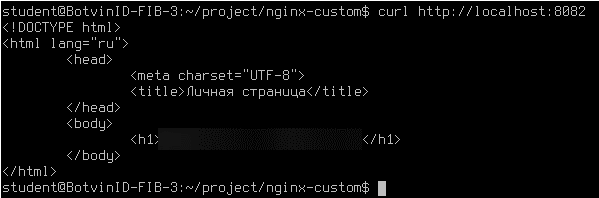 student@BotvinID-FIB-3:~/project/nginx-custom$ curl http://localhost:8082
<!DOCTYPE html>
<html lang="ru">
<head>
<meta charset="UTF-8">
<title>Личная страница</title>
</head>
<body>
<h1></h1>
</body>
</html>
student@BotvinID-FIB-3:~/project/nginx-custom$